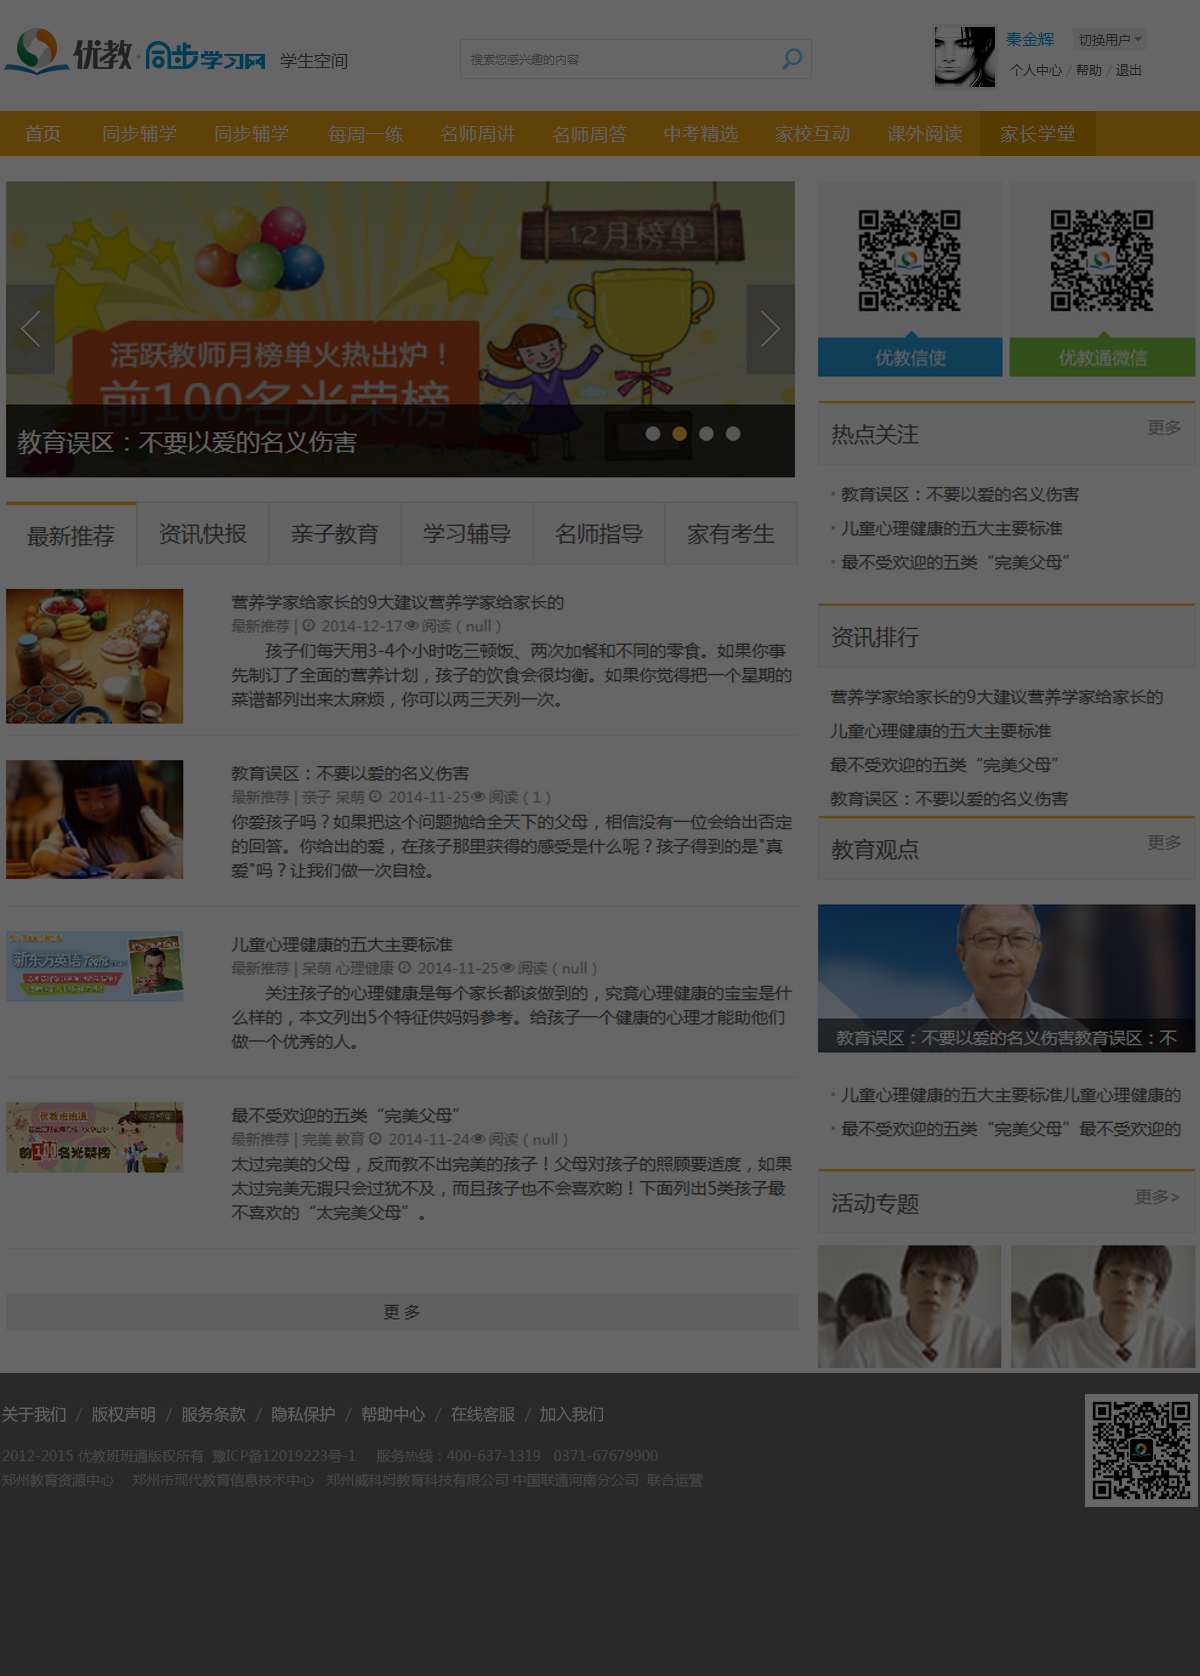 优教·同步学习网 学生空间
搜索您感兴趣的内容
秦金辉 切换用户
个人中心 / 帮助 / 退出
首页 同步辅学 同步辅学 每周一练 名师周讲 名师周答 中考精选 家校互动 课外阅读 家长学堂
12月榜单
活跃教师月榜单火热出炉！
前100名光荣榜
教育误区：不要以爱的名义伤害
优教信使 优教通微信
热点关注 更多
教育误区：不要以爱的名义伤害
儿童心理健康的五大主要标准
最不受欢迎的五类“完美父母”
最新推荐 资讯快报 亲子教育 学习辅导 名师指导 家有考生
营养学家给家长的9大建议营养学家给家长的
最新推荐 | 2014-12-17 阅读（null）
孩子们每天用3-4个小时吃三顿饭、两次加餐和不同的零食。如果你事
先制订了全面的营养计划，孩子的饮食会很均衡。如果你觉得把一个星期的
菜谱都列出来太麻烦，你可以两三天列一次。
教育误区：不要以爱的名义伤害
最新推荐 | 亲子 呆萌 2014-11-25 阅读（1）
你爱孩子吗？如果把这个问题抛给全天下的父母，相信没有一位会给出否定
的回答。你给出的爱，在孩子那里获得的感受是什么呢？孩子得到的是"真
爱"吗？让我们做一次自检。
新东方英语
儿童心理健康的五大主要标准
最新推荐 | 呆萌 心理健康 2014-11-25 阅读（null）
关注孩子的心理健康是每个家长都该做到的，究竟心理健康的宝宝是什
么样的，本文列出5个特征供妈妈参考。给孩子一个健康的心理才能助他们
做一个优秀的人。
优教班班通
前100名光荣榜
最不受欢迎的五类“完美父母”
最新推荐 | 完美 教育 2014-11-24 阅读（null）
太过完美的父母，反而教不出完美的孩子！父母对孩子的照顾要适度，如果
太过完美无瑕只会过犹不及，而且孩子也不会喜欢哟！下面列出5类孩子最
不喜欢的“太完美父母”。
更 多
资讯排行
营养学家给家长的9大建议营养学家给家长的
儿童心理健康的五大主要标准
最不受欢迎的五类“完美父母”
教育误区：不要以爱的名义伤害
教育观点 更多
教育误区：不要以爱的名义伤害教育误区：不
儿童心理健康的五大主要标准儿童心理健康的
最不受欢迎的五类“完美父母”最不受欢迎的
活动专题 更多>
关于我们 / 版权声明 / 服务条款 / 隐私保护 / 帮助中心 / 在线客服 / 加入我们
2012-2015 优教班班通版权所有 豫ICP备12019223号-1 服务热线：400-637-1319 0371-67679900
郑州教育资源中心 郑州市现代教育信息技术中心 郑州威科姆教育科技有限公司 中国联通河南分公司 联合运营